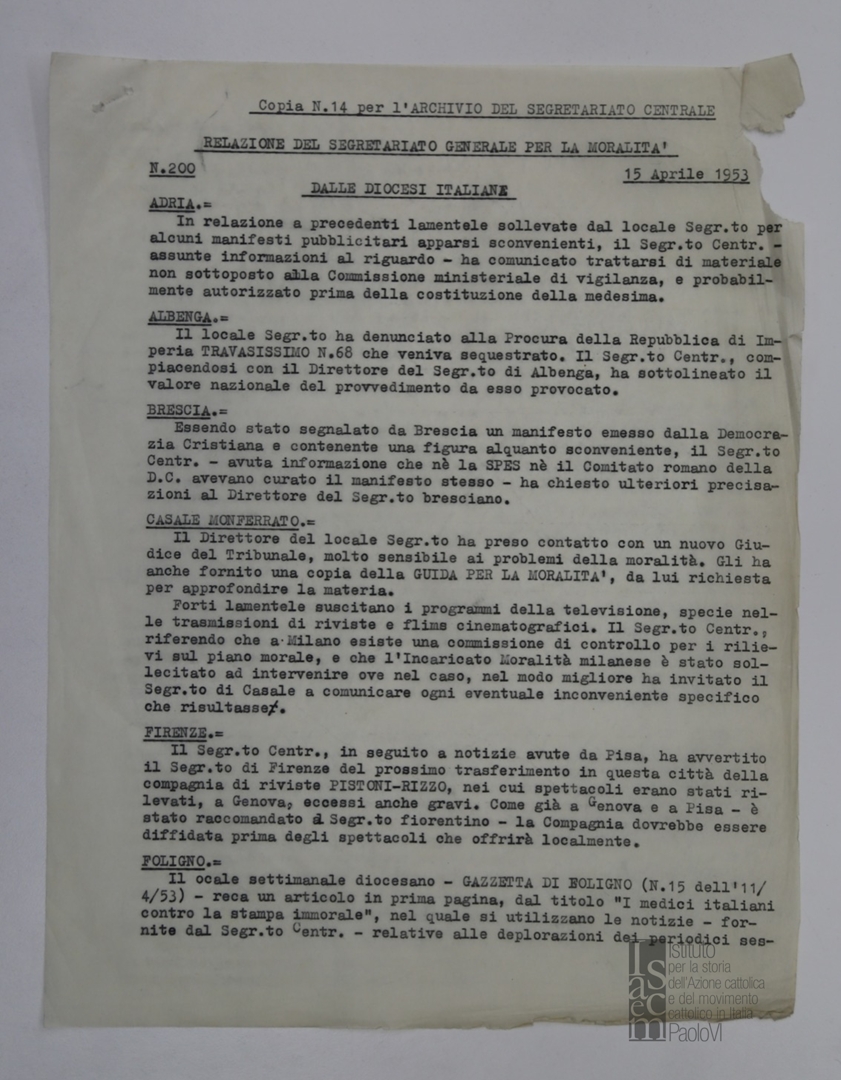 Copia N.14 per l'ARCHIVIO DEL SEGRETARIATO CENTRALE
RELAZIONE DEL SEGRETARIATO GENERALE PER LA MORALITA'
N.200
15 Aprile 1953
DALLE DIOCESI ITALIANE
ADRIA.=
In relazione a precedenti lamentele sollevate dal locale Segr.to per
alcuni manifesti pubblicitari apparsi sconvenienti, il Segr.to Centr. -
assunte informazioni al riguardo - ha comunicato trattarsi di materiale
non sottoposto alla Commissione ministeriale di vigilanza, e probabil-
mente autorizzato prima della costituzione della medesima.
ALBENGA.=
Il locale Segr.to ha denunciato alla Procura della Repubblica di Im-
peria TRAVASISSIMO N.68 che veniva sequestrato. Il Segr.to Centr., com-
piacendosi con il Direttore del Segr.to di Albenga, ha sottolineato il
valore nazionale del provvedimento da esso provocato.
BRESCIA.=
Essendo stato segnalato da Brescia un manifesto emesso dalla Democra-
zia Cristiana e contenente una figura alquanto sconveniente, il Segr.to
Centr. - avuta informazione che nè la SPES nè il Comitato romano della
D.C. avevano curato il manifesto stesso - ha chiesto ulteriori precisa-
zioni al Direttore del Segr.to bresciano.
CASALE MONFERRATO.=
Il Direttore del locale Segr.to ha preso contatto con un nuovo Giu-
dice del Tribunale, molto sensibile ai problemi della moralità. Gli ha
anche fornito una copia della GUIDA PER LA MORALITA', da lui richiesta
per approfondire la materia.
Forti lamentele suscitano i programmi della televisione, specie nel-
le trasmissioni di riviste e flims cinematografici. Il Segr.to Centr.,
riferendo che a Milano esiste una commissione di controllo per i rilie-
vi sul piano morale, e che l'Incaricato Moralità milanese è stato sol-
lecitato ad intervenire ove nel caso, nel modo migliore ha invitato il
Segr.to di Casale a comunicare ogni eventuale inconveniente specifico
che risultasse.
FIRENZE.=
Il Segr.to Centr., in seguito a notizie avute da Pisa, ha avvertito
il Segr.to di Firenze del prossimo trasferimento in questa città della
compagnia di riviste PISTONI-RIZZO, nei cui spettacoli erano stati ri-
levati, a Genova, eccessi anche gravi. Come già a Genova e a Pisa - è
stato raccomandato al Segr.to fiorentino - la Compagnia dovrebbe essere
diffidata prima degli spettacoli che offrirà localmente.
FOLIGNO.=
Il ocale settimanale diocesano - GAZZETTA DI FOLIGNO (N.15 dell'11/
4/53) - reca un articolo in prima pagina, dal titolo "I medici italiani
contro la stampa immorale", nel quale si utilizzano le notizie - for-
nite dal Segr.to Centr. - relative alle deplorazioni dei periodici ses-
Isacem
Istituto
per la storia
dell'Azione cattolica
e del movimento
cattolico in Italia
PaoloVI